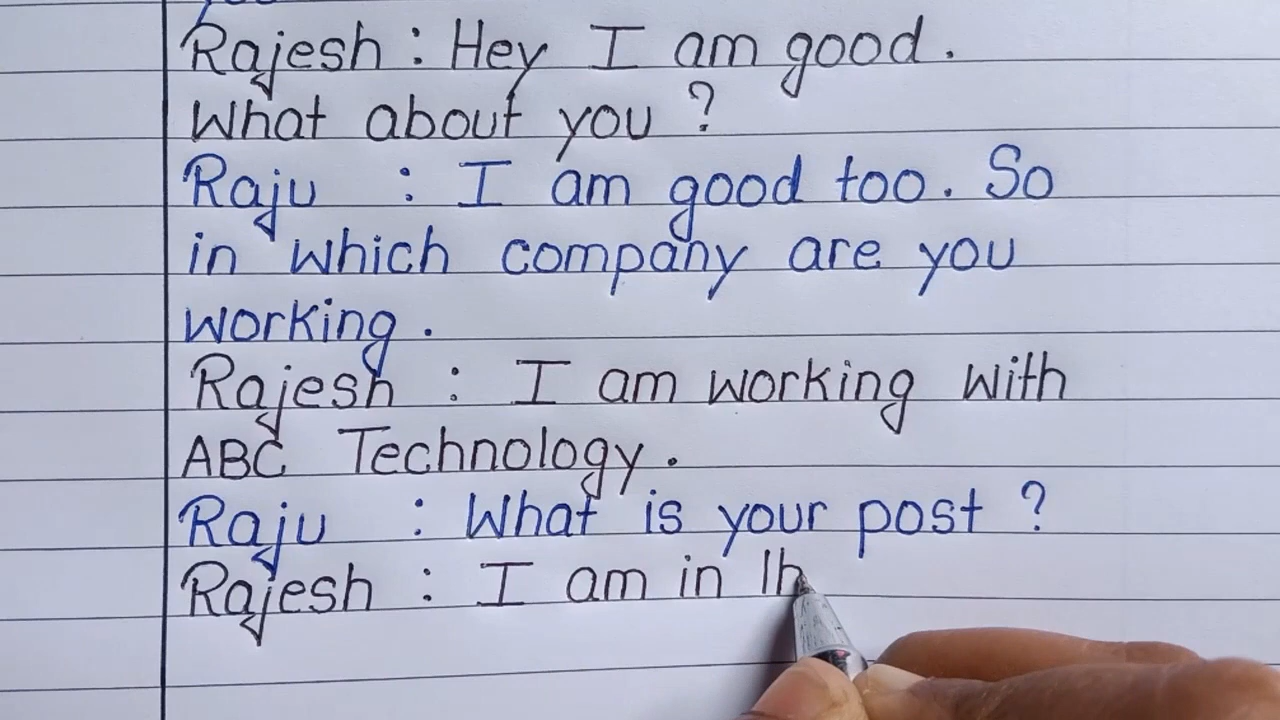 Rajesh : Hey I am good.
What about you ?
Raju : I am good too. So
in which company are you
working.
Rajesh : I am working with
ABC Technology.
Raju : What is your post ?
Rajesh : I am in